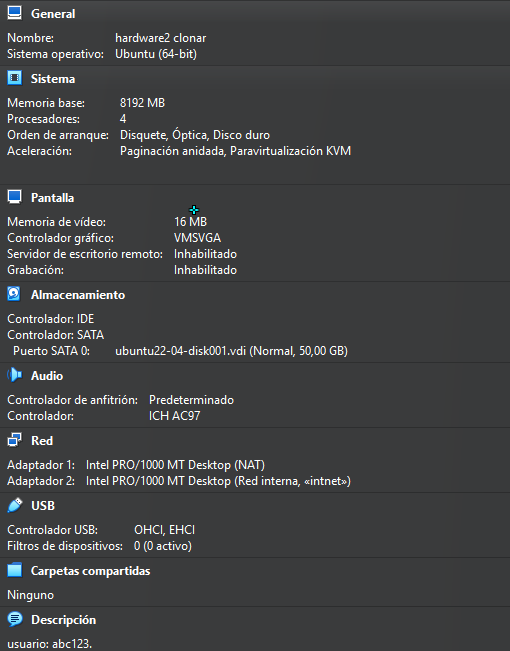 General
Nombre: hardware2 clonar
Sistema operativo: Ubuntu (64-bit)
Sistema
Memoria base: 8192 MB
Procesadores: 4
Orden de arranque: Disquete, Óptica, Disco duro
Aceleración: Paginación anidada, Paravirtualización KVM
Pantalla
Memoria de vídeo: 16 MB
Controlador gráfico: VMSVGA
Servidor de escritorio remoto: Inhabilitado
Grabación: Inhabilitado
Almacenamiento
Controlador: IDE
Controlador: SATA
Puerto SATA 0: ubuntu22-04-disk001.vdi (Normal, 50,00 GB)
Audio
Controlador de anfitrión: Predeterminado
Controlador: ICH AC97
Red
Adaptador 1: Intel PRO/1000 MT Desktop (NAT)
Adaptador 2: Intel PRO/1000 MT Desktop (Red interna, «intnet»)
USB
Controlador USB: OHCI, EHCI
Filtros de dispositivos: 0 (0 activo)
Carpetas compartidas
Ninguno
Descripción
usuario: abc123.